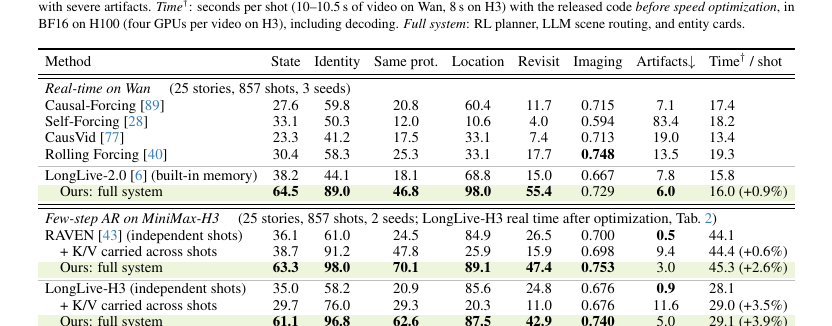 with severe artifacts. Time†: seconds per shot (10–10.5 s of video on Wan, 8 s on H3) with the released code before speed optimization, in
BF16 on H100 (four GPUs per video on H3), including decoding. Full system: RL planner, LLM scene routing, and entity cards.
Method State Identity Same prot. Location Revisit Imaging Artifacts↓ Time† / shot
Real-time on Wan (25 stories, 857 shots, 3 seeds)
Causal-Forcing [89] 27.6 59.8 20.8 60.4 11.7 0.715 7.1 17.4
Self-Forcing [28] 33.1 50.3 12.0 10.6 4.0 0.594 83.4 18.2
CausVid [77] 23.3 41.2 17.5 33.1 7.4 0.713 19.0 13.4
Rolling Forcing [40] 30.4 58.3 25.3 33.1 17.7 0.748 13.5 19.3
LongLive-2.0 [6] (built-in memory) 38.2 44.1 18.1 68.8 15.0 0.667 7.8 15.8
Ours: full system 64.5 89.0 46.8 98.0 55.4 0.729 6.0 16.0 (+0.9%)
Few-step AR on MiniMax-H3 (25 stories, 857 shots, 2 seeds; LongLive-H3 real time after optimization, Tab. 2)
RAVEN [43] (independent shots) 36.1 61.0 24.5 84.9 26.5 0.700 0.5 44.1
+ K/V carried across shots 38.7 91.2 47.8 25.9 15.9 0.698 9.4 44.4 (+0.6%)
Ours: full system 63.3 98.0 70.1 89.1 47.4 0.753 3.0 45.3 (+2.6%)
LongLive-H3 (independent shots) 35.0 58.2 20.9 85.6 24.8 0.676 0.9 28.1
+ K/V carried across shots 29.7 76.0 29.3 20.3 11.0 0.676 11.6 29.0 (+3.5%)
Ours: full system 61.1 96.8 62.6 87.5 42.9 0.740 5.0 29.1 (+3.9%)